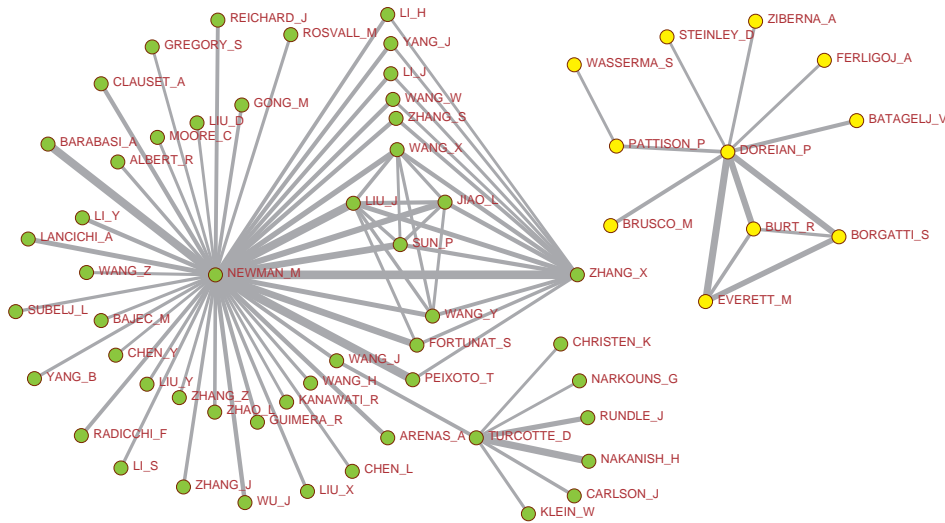 LI_H
REICHARD_J
ROSVALL_M
ZIBERNA_A
STEINLEY_D
GREGORY_S
YANG_J
FERLIGOJ_A
WASSERMA_S
LI_J
CLAUSET_A
WANG_W
GONG_M
ZHANG_S
LIU_D
BATAGELJ_V
MOORE_C
BARABASI_A
WANG_X
PATTISON_P
DOREIAN_P
ALBERT_R
LIU_J
JIAO_L
LI_Y
BRUSCO_M
BURT_R
LANCICHI_A
BORGATTI_S
SUN_P
WANG_Z
NEWMAN_M
ZHANG_X
EVERETT_M
SUBELJ_L
BAJEC_M
WANG_Y
CHRISTEN_K
FORTUNAT_S
CHEN_Y
WANG_J
YANG_B
LIU_Y
WANG_H
PEIXOTO_T
NARKOUNS_G
ZHANG_Z
KANAWATI_R
ZHAO_L
GUIMERA_R
RUNDLE_J
RADICCHI_F
ARENAS_A
TURCOTTE_D
NAKANISH_H
LI_S
CHEN_L
ZHANG_J
LIU_X
CARLSON_J
WU_J
KLEIN_W